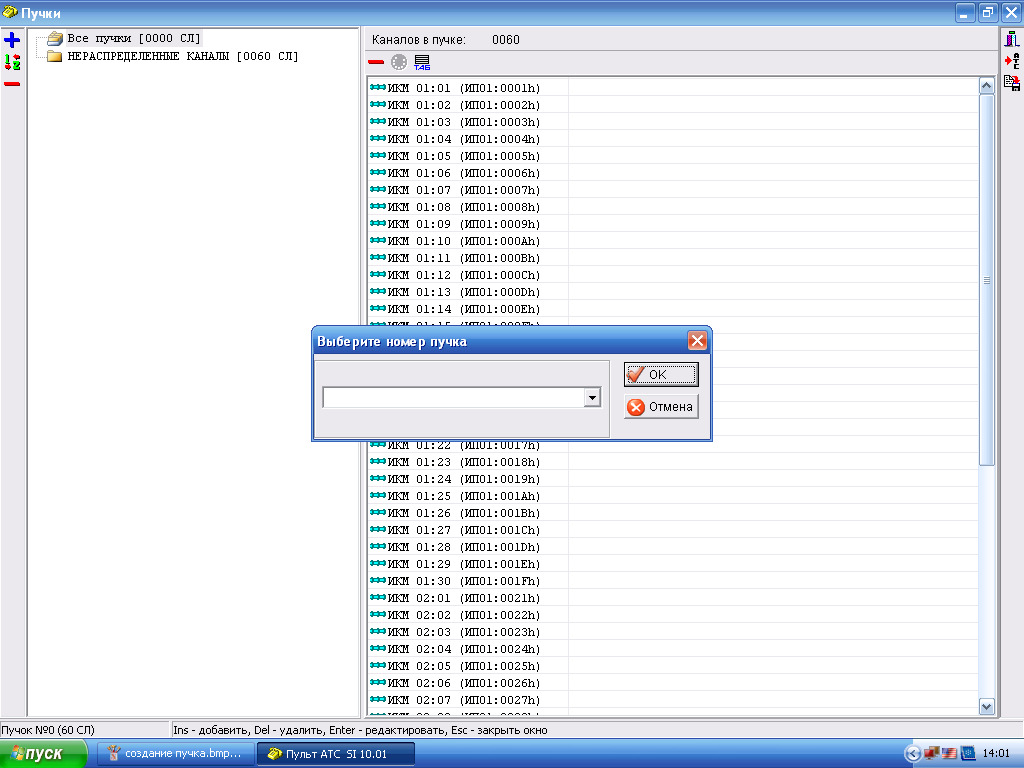 Пучки
Все пучки [0000 СЛ]
НЕРАСПРЕДЕЛЕННЫЕ КАНАЛЫ [0060 СЛ]
Каналов в пучке: 0060
ТАБ
ИКМ 01:01 (ИП01:0001h)
ИКМ 01:02 (ИП01:0002h)
ИКМ 01:03 (ИП01:0003h)
ИКМ 01:04 (ИП01:0004h)
ИКМ 01:05 (ИП01:0005h)
ИКМ 01:06 (ИП01:0006h)
ИКМ 01:07 (ИП01:0007h)
ИКМ 01:08 (ИП01:0008h)
ИКМ 01:09 (ИП01:0009h)
ИКМ 01:10 (ИП01:000Ah)
ИКМ 01:11 (ИП01:000Bh)
ИКМ 01:12 (ИП01:000Ch)
ИКМ 01:13 (ИП01:000Dh)
ИКМ 01:14 (ИП01:000Eh)
ИКМ 01:15 (ИП01:000Fh)
Выберите номер пучка
OK
Отмена
ИКМ 01:22 (ИП01:0017h)
ИКМ 01:23 (ИП01:0018h)
ИКМ 01:24 (ИП01:0019h)
ИКМ 01:25 (ИП01:001Ah)
ИКМ 01:26 (ИП01:001Bh)
ИКМ 01:27 (ИП01:001Ch)
ИКМ 01:28 (ИП01:001Dh)
ИКМ 01:29 (ИП01:001Eh)
ИКМ 01:30 (ИП01:001Fh)
ИКМ 02:01 (ИП01:0021h)
ИКМ 02:02 (ИП01:0022h)
ИКМ 02:03 (ИП01:0023h)
ИКМ 02:04 (ИП01:0024h)
ИКМ 02:05 (ИП01:0025h)
ИКМ 02:06 (ИП01:0026h)
ИКМ 02:07 (ИП01:0027h)
АТС
Пучок №0 (60 СЛ)
Ins - добавить, Del - удалить, Enter - редактировать, Esc - закрыть окно
пуск
создание пучка.bmp...
Пульт АТС SI 10.01
14:01